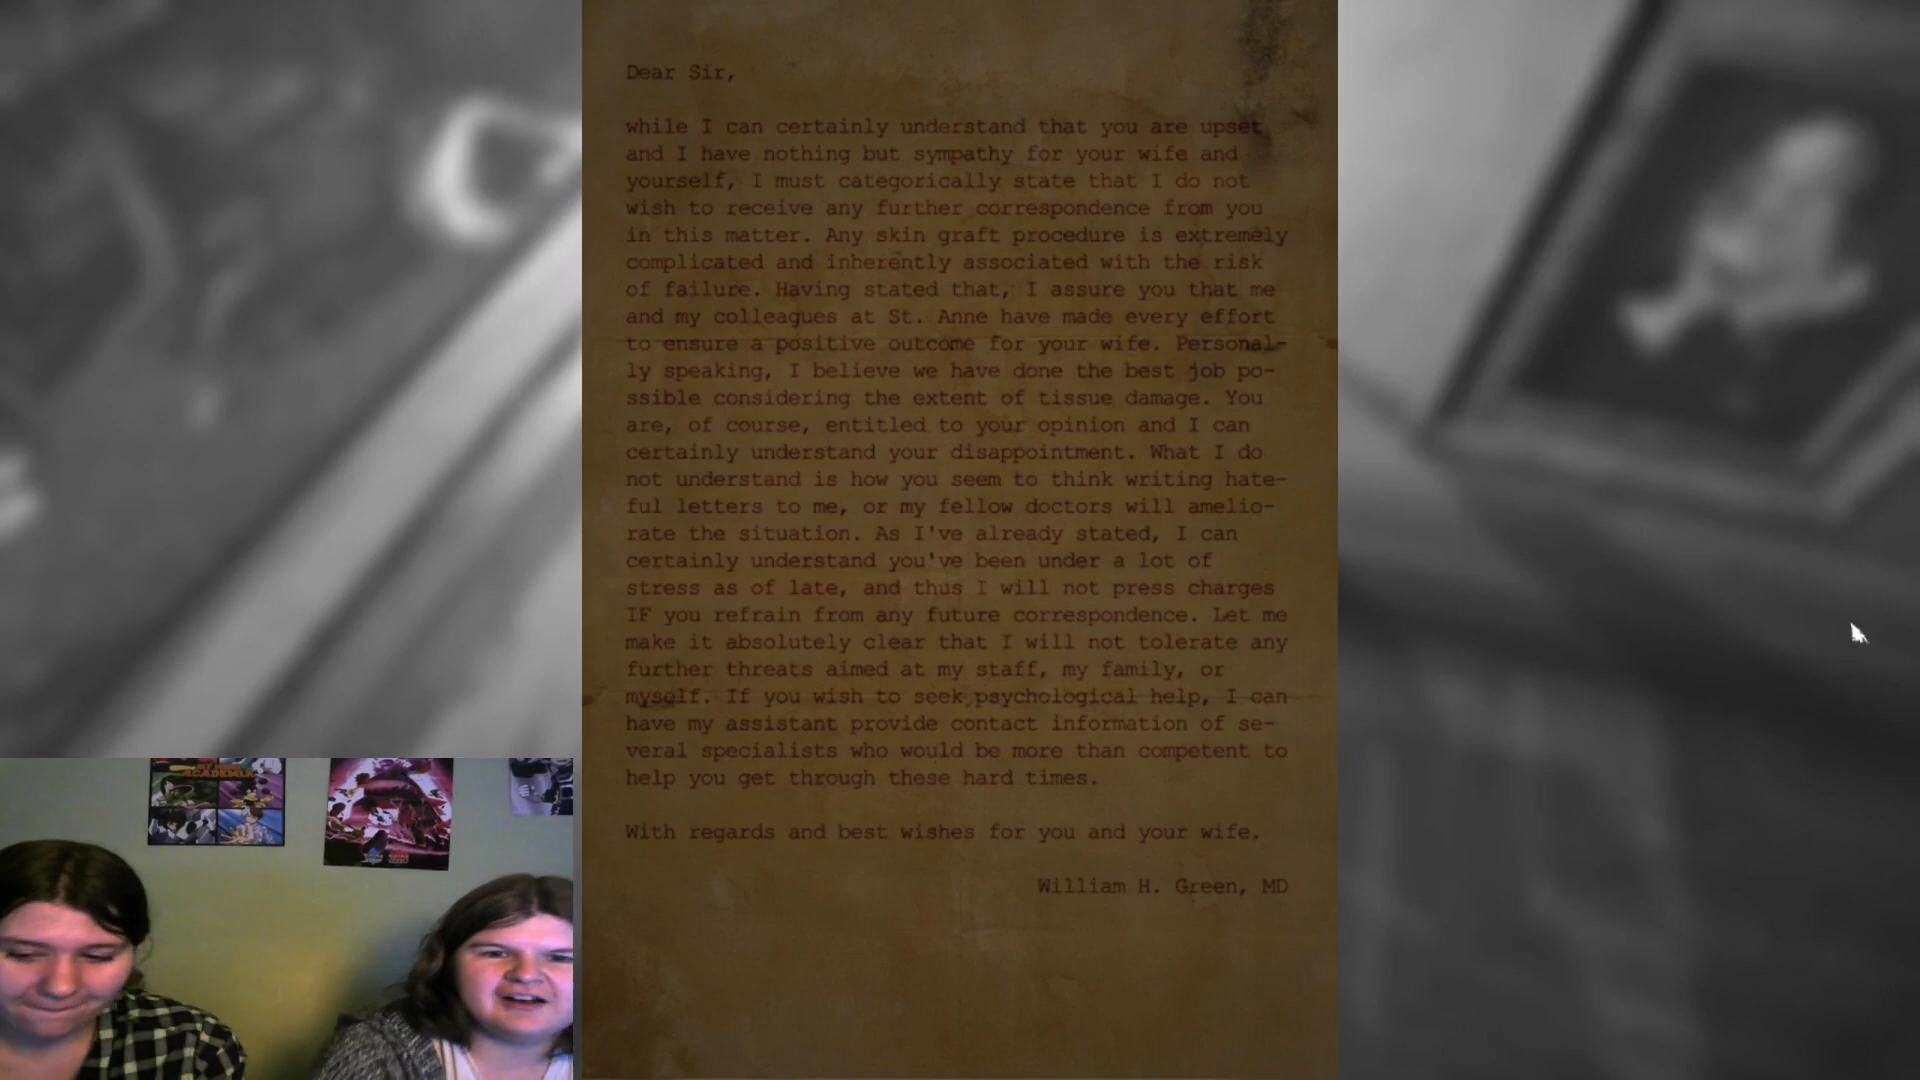 Dear Sir,
while I can certainly understand that you are upset
and I have nothing but sympathy for your wife and
yourself, I must categorically state that I do not
wish to receive any further correspondence from you
in this matter. Any skin graft procedure is extremely
complicated and inherently associated with the risk
of failure. Having stated that, I assure you that me
and my colleagues at St. Anne have made every effort
to ensure a positive outcome for your wife. Personal-
ly speaking, I believe we have done the best job po-
ssible considering the extent of tissue damage. You
are, of course, entitled to your opinion and I can
certainly understand your disappointment. What I do
not understand is how you seem to think writing hate-
ful letters to me, or my fellow doctors will amelio-
rate the situation. As I've already stated, I can
certainly understand you've been under a lot of
stress as of late, and thus I will not press charges
IF you refrain from any future correspondence. Let me
make it absolutely clear that I will not tolerate any
further threats aimed at my staff, my family, or
myself. If you wish to seek psychological help, I can
have my assistant provide contact information of se-
veral specialists who would be more than competent to
help you get through these hard times.
With regards and best wishes for you and your wife,
William H. Green, MD
ACADEMIA